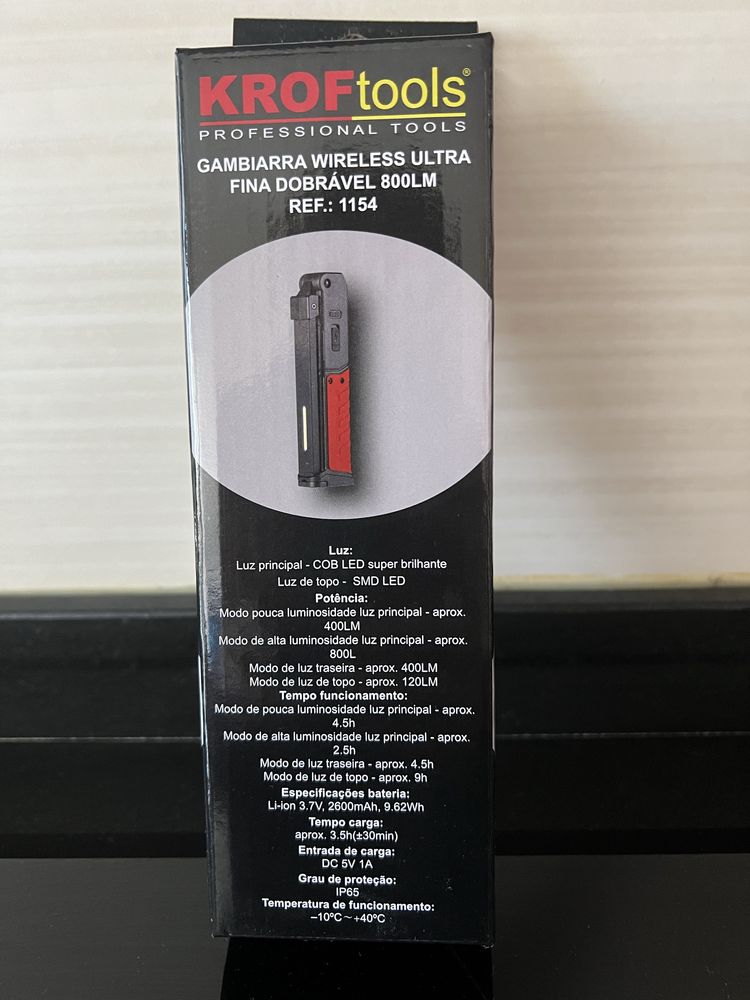 KROFtools®
PROFESSIONAL TOOLS
GAMBIARRA WIRELESS ULTRA
FINA DOBRÁVEL 800LM
REF.: 1154
Luz:
Luz principal - COB LED super brilhante
Luz de topo - SMD LED
Potência:
Modo pouca luminosidade luz principal - aprox.
400LM
Modo de alta luminosidade luz principal - aprox.
800L
Modo de luz traseira - aprox. 400LM
Modo de luz de topo - aprox. 120LM
Tempo funcionamento:
Modo de pouca luminosidade luz principal - aprox.
4.5h
Modo de alta luminosidade luz principal - aprox.
2.5h
Modo de luz traseira - aprox. 4.5h
Modo de luz de topo - aprox. 9h
Especificações bateria:
Li-ion 3.7V, 2600mAh, 9.62Wh
Tempo carga:
aprox. 3.5h(±30min)
Entrada de carga:
DC 5V 1A
Grau de proteção:
IP65
Temperatura de funcionamento:
–10ºC～+40ºC